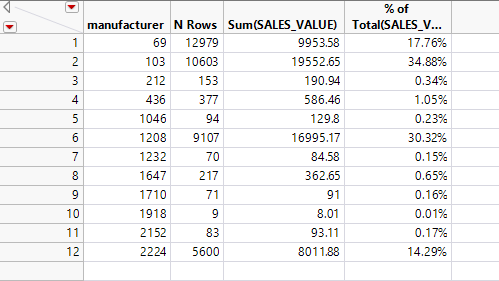 % of
manufacturer N Rows Sum(SALES_VALUE) Total(SALES_V...
1 69 12979 9953.58 17.76%
2 103 10603 19552.65 34.88%
3 212 153 190.94 0.34%
4 436 377 586.46 1.05%
5 1046 94 129.8 0.23%
6 1208 9107 16995.17 30.32%
7 1232 70 84.58 0.15%
8 1647 217 362.65 0.65%
9 1710 71 91 0.16%
10 1918 9 8.01 0.01%
11 2152 83 93.11 0.17%
12 2224 5600 8011.88 14.29%